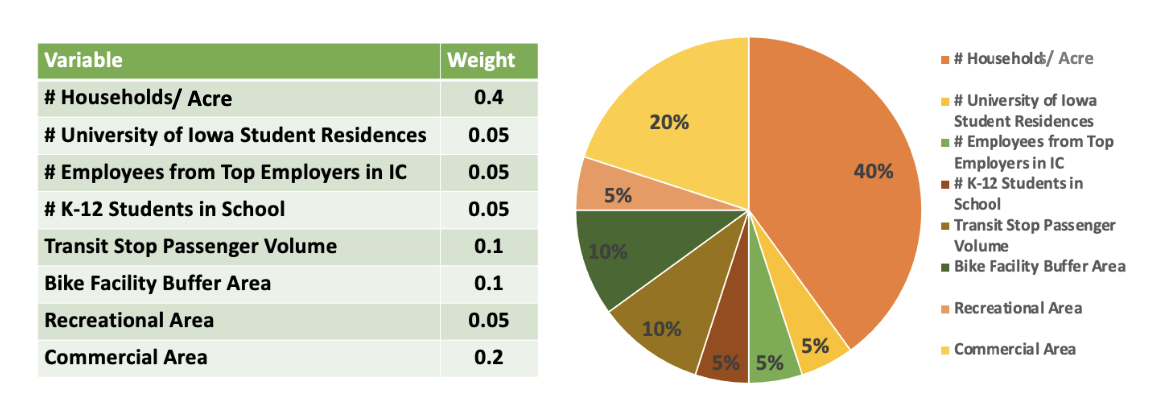 Variable Weight
# Households/ Acre 0.4
# University of Iowa Student Residences 0.05
# Employees from Top Employers in IC 0.05
# K-12 Students in School 0.05
Transit Stop Passenger Volume 0.1
Bike Facility Buffer Area 0.1
Recreational Area 0.05
Commercial Area 0.2
20%
40%
5%
10%
10%
5%
5%
5%
# Households/ Acre
# University of Iowa
Student Residences
# Employees from Top
Employers in IC
# K-12 Students in
School
Transit Stop Passenger
Volume
Bike Facility Buffer Area
Recreational Area
Commercial Area